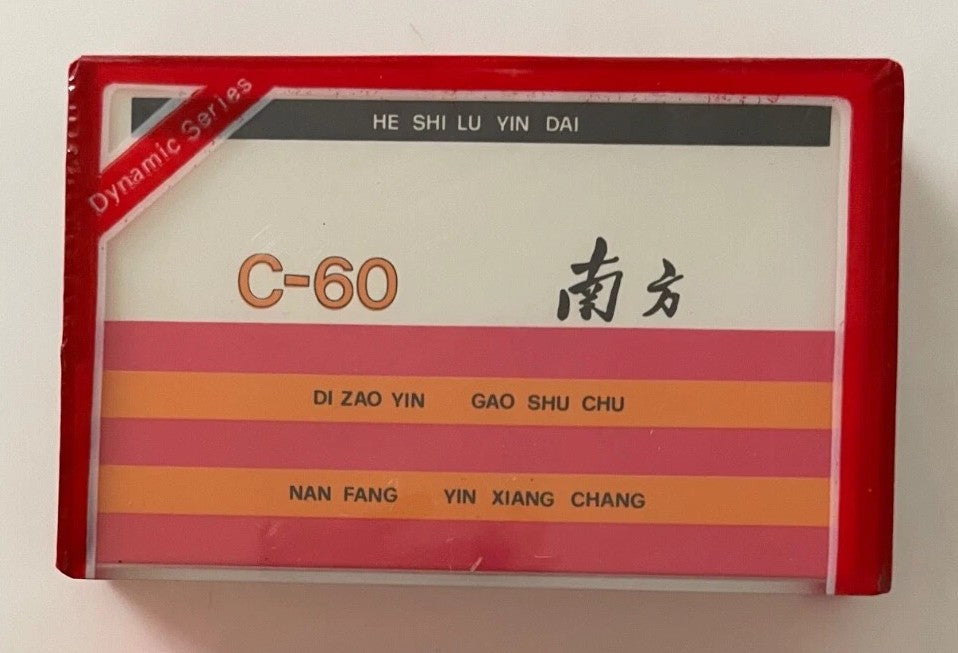 Dynamic Series
HE SHI LU YIN DAI
C-60 南方
DI ZAO YIN GAO SHU CHU
NAN FANG YIN XIANG CHANG